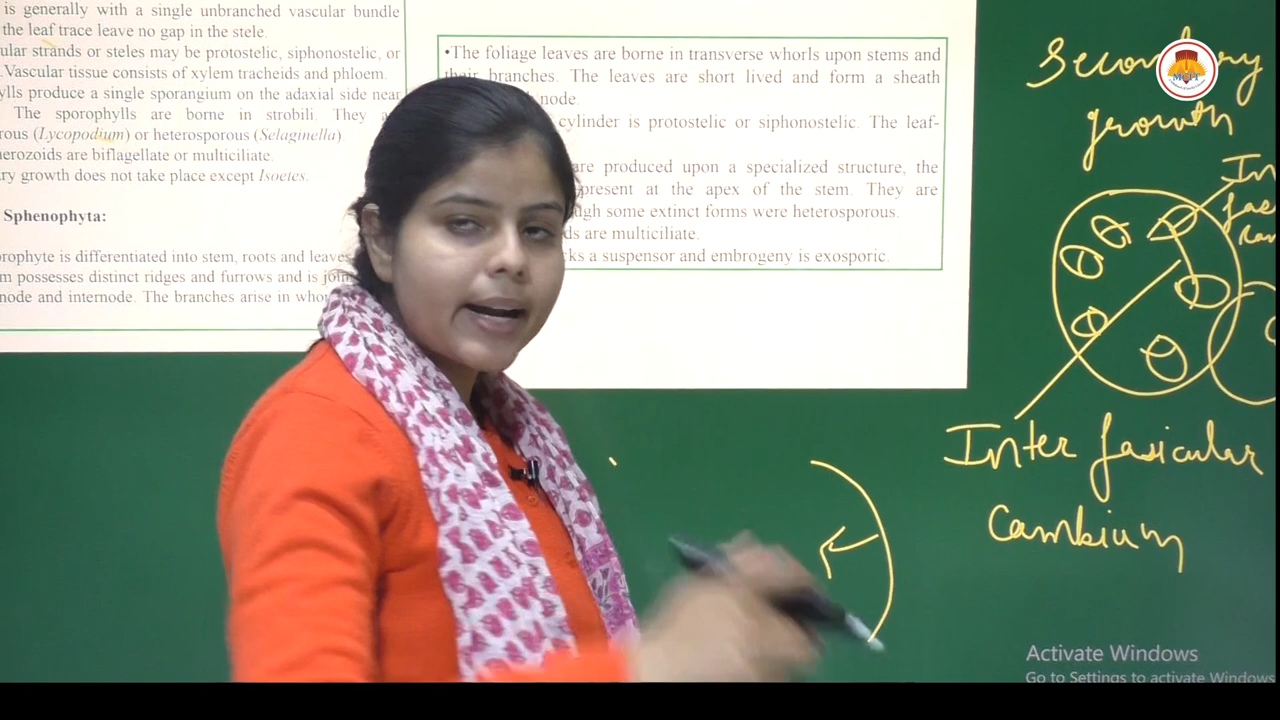 is generally with a single unbranched vascular bundle
the leaf trace leave no gap in the stele.
ular strands or steles may be protostelic, siphonostelic, or
. Vascular tissue consists of xylem tracheids and phloem.
ylls produce a single sporangium on the adaxial side near
The sporophylls are borne in strobili. They a
rous (Lycopodium) or heterosporous (Selaginella).
herozoids are biflagellate or multiciliate.
ary growth does not take place except Isoetes.
Sphenophyta:
rophyte is differentiated into stem, roots and leaves
m possesses distinct ridges and furrows and is join
node and internode. The branches arise in whor
•The foliage leaves are borne in transverse whorls upon stems and
their branches. The leaves are short lived and form a sheath
node.
cylinder is protostelic or siphonostelic. The leaf-
are produced upon a specialized structure, the
present at the apex of the stem. They are
ugh some extinct forms were heterosporous.
ds are multiciliate.
cks a suspensor and embrogeny is exosporic.
Secondary
growth
In
Inter fasicular
Cambium
MCIT
Activate Windows
Go to Settings to activate Windows